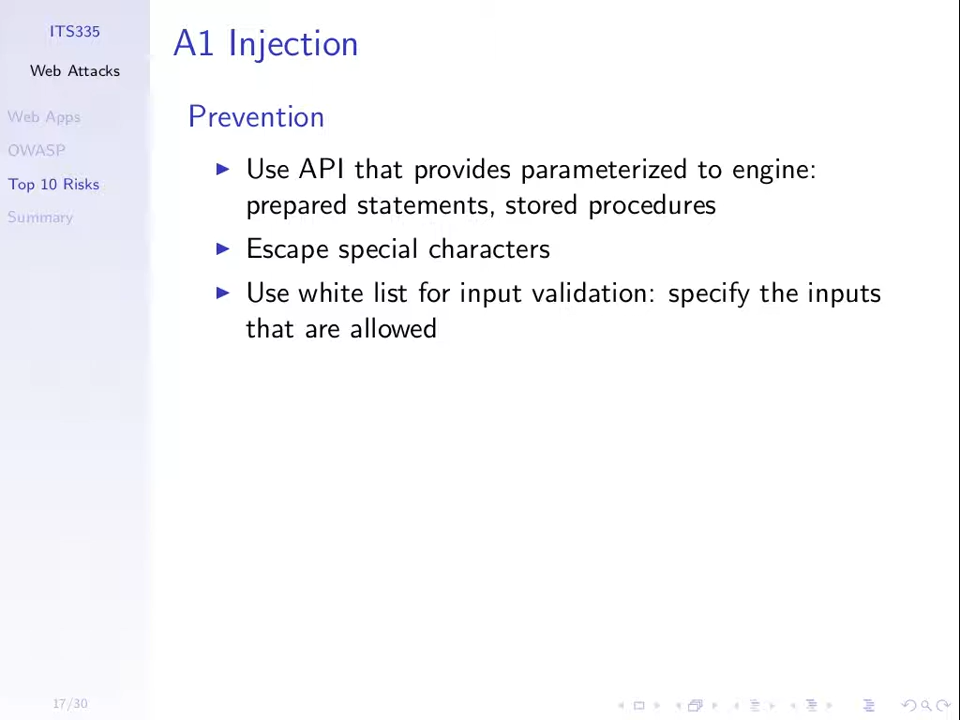 ITS335
Web Attacks
Web Apps
OWASP
Top 10 Risks
Summary
A1 Injection
Prevention
Use API that provides parameterized to engine:
prepared statements, stored procedures
Escape special characters
Use white list for input validation: specify the inputs
that are allowed
17/30